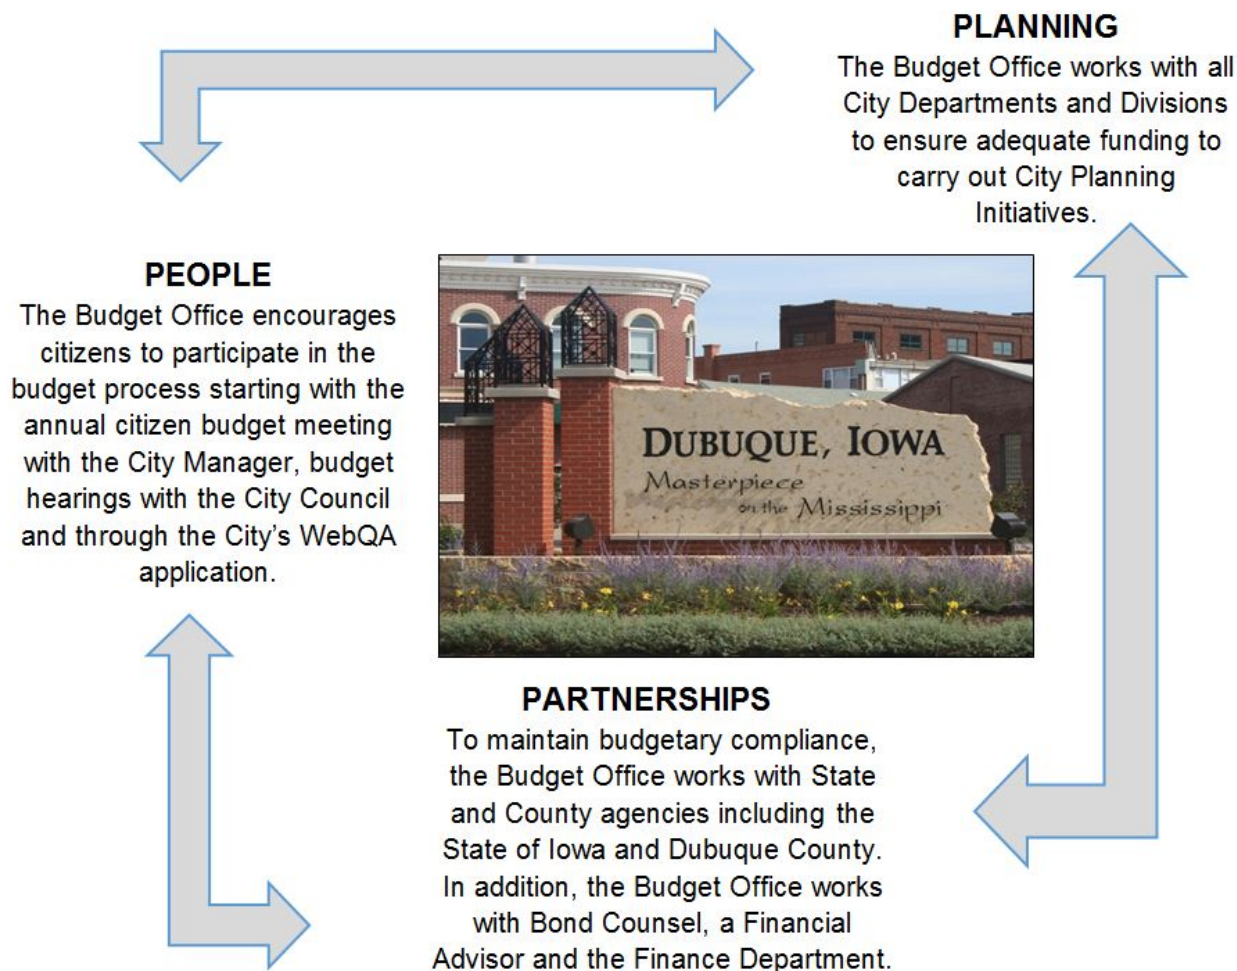 PLANNING
The Budget Office works with all
City Departments and Divisions
to ensure adequate funding to
carry out City Planning
Initiatives.
PEOPLE
The Budget Office encourages
citizens to participate in the
budget process starting with the
annual citizen budget meeting
with the City Manager, budget
hearings with the City Council
and through the City’s WebQA
application.
DUBUQUE, IOWA
Masterpiece
on the Mississippi
PARTNERSHIPS
To maintain budgetary compliance,
the Budget Office works with State
and County agencies including the
State of Iowa and Dubuque County.
In addition, the Budget Office works
with Bond Counsel, a Financial
Advisor and the Finance Department.